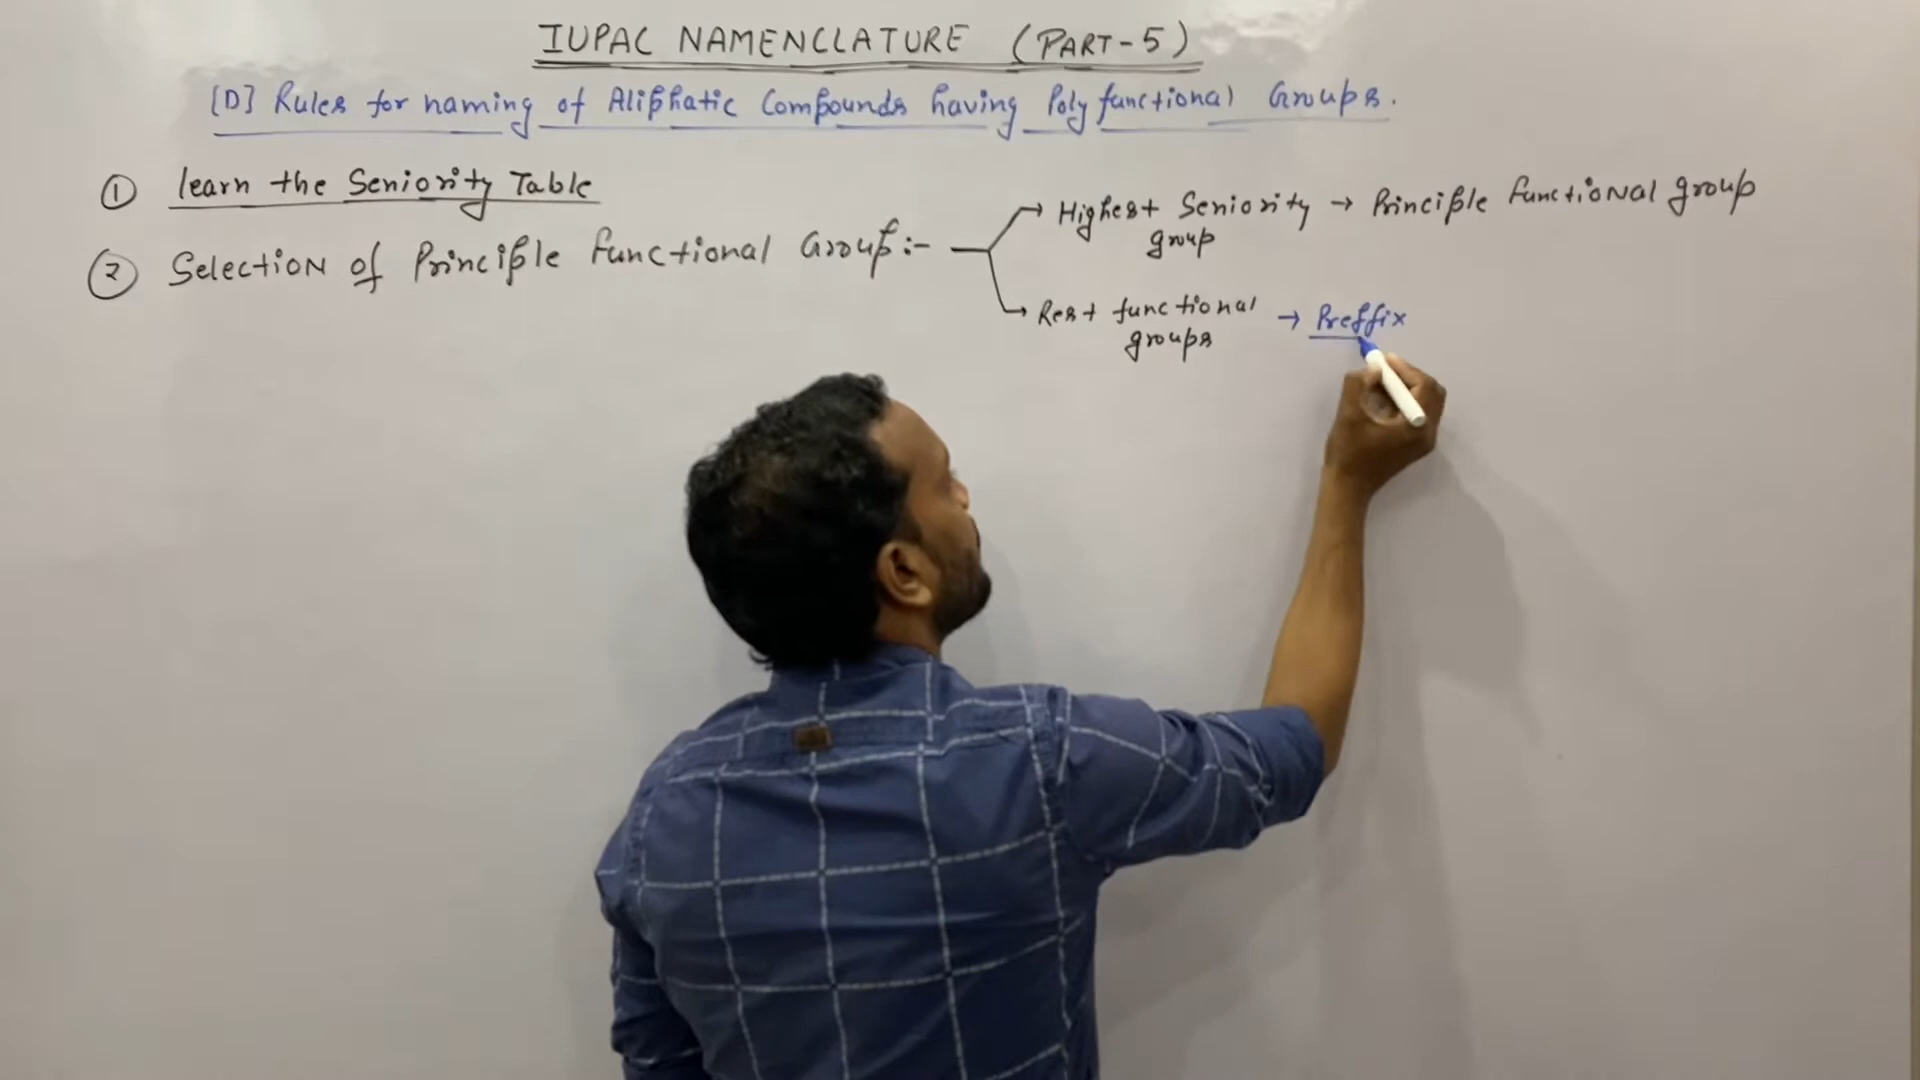 IUPAC NAMENCLATURE (PART-5)
[D] Rules for naming of Aliphatic Compounds having Poly functional Groups.
① learn the Seniority Table
② Selection of Principle functional Group:-
→ Highest Seniority → Principle functional group
group
→ Rest functional → Preffix
groups